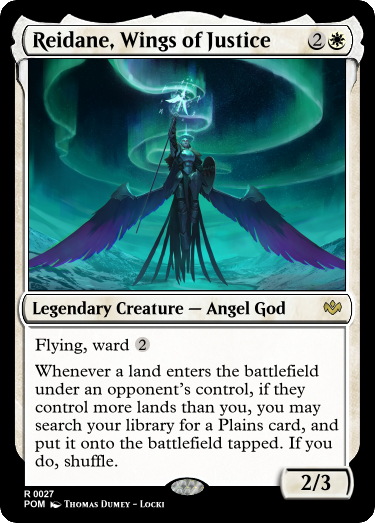 Reidane, Wings of Justice 2
Legendary Creature — Angel God
Flying, ward 2
Whenever a land enters the battlefield
under an opponent's control, if they
control more lands than you, you may
search your library for a Plains card, and
put it onto the battlefield tapped. If you
do, shuffle.
2/3
R 0027
POM Thomas Dumey – Locki